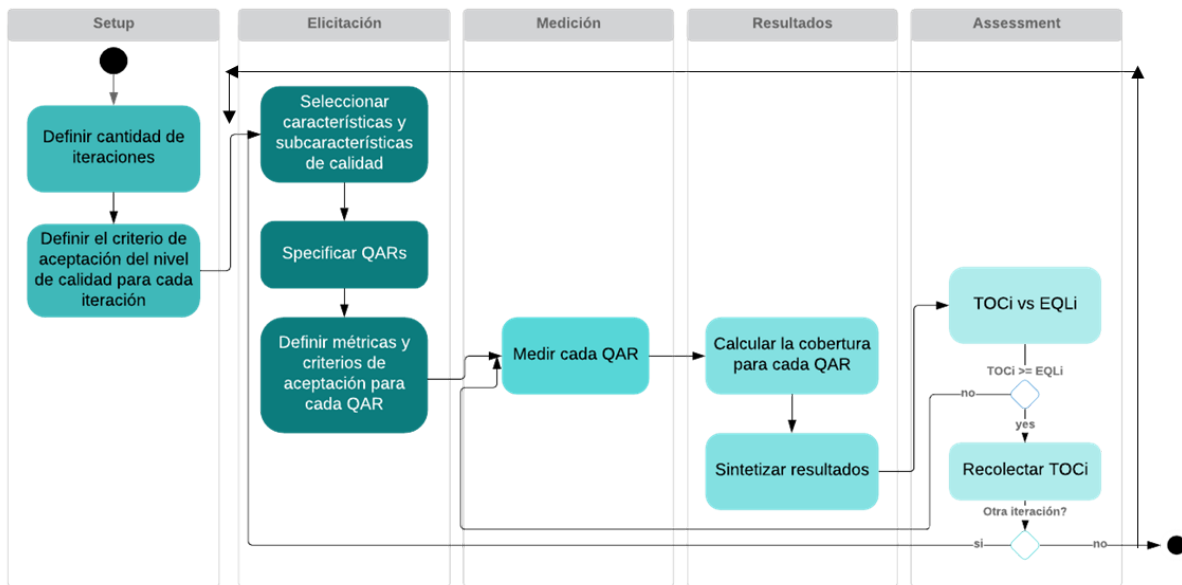 Setup
Elicitación
Medición
Resultados
Assessment
Definir cantidad de
iteraciones
Definir el criterio de
aceptación del nivel
de calidad para cada
iteración
Seleccionar
características y
subcaracterísticas
de calidad
Specificar QARs
Definir métricas y
criterios de
aceptación para
cada QAR
Medir cada QAR
Calcular la cobertura
para cada QAR
Sintetizar resultados
TOCi vs EQLi
TOCi >= EQLi
no
yes
Recolectar TOCi
Otra iteración?
si
no